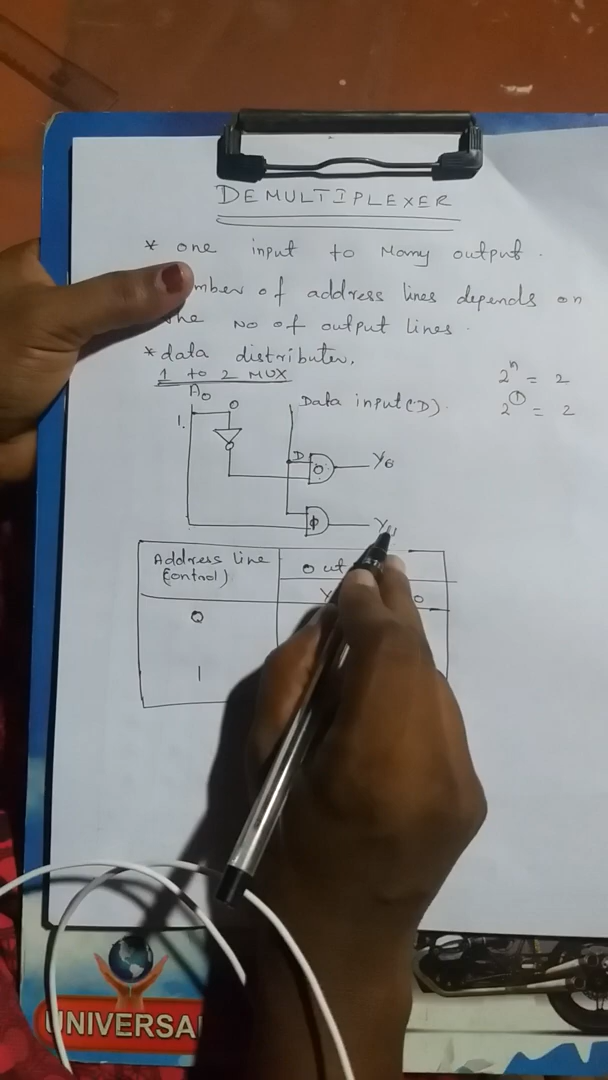 DEMULTIPLEXER
* one input to Many output.
mber of address lines depends on
the No of output lines.
* data distributer,
1 to 2 MUX
2^n = 2
2^1 = 2
A0
0
Data input (D).
1.
D
0
Y0
Y1
Address line
(control)
out
Y
0
0
1
UNIVERSA